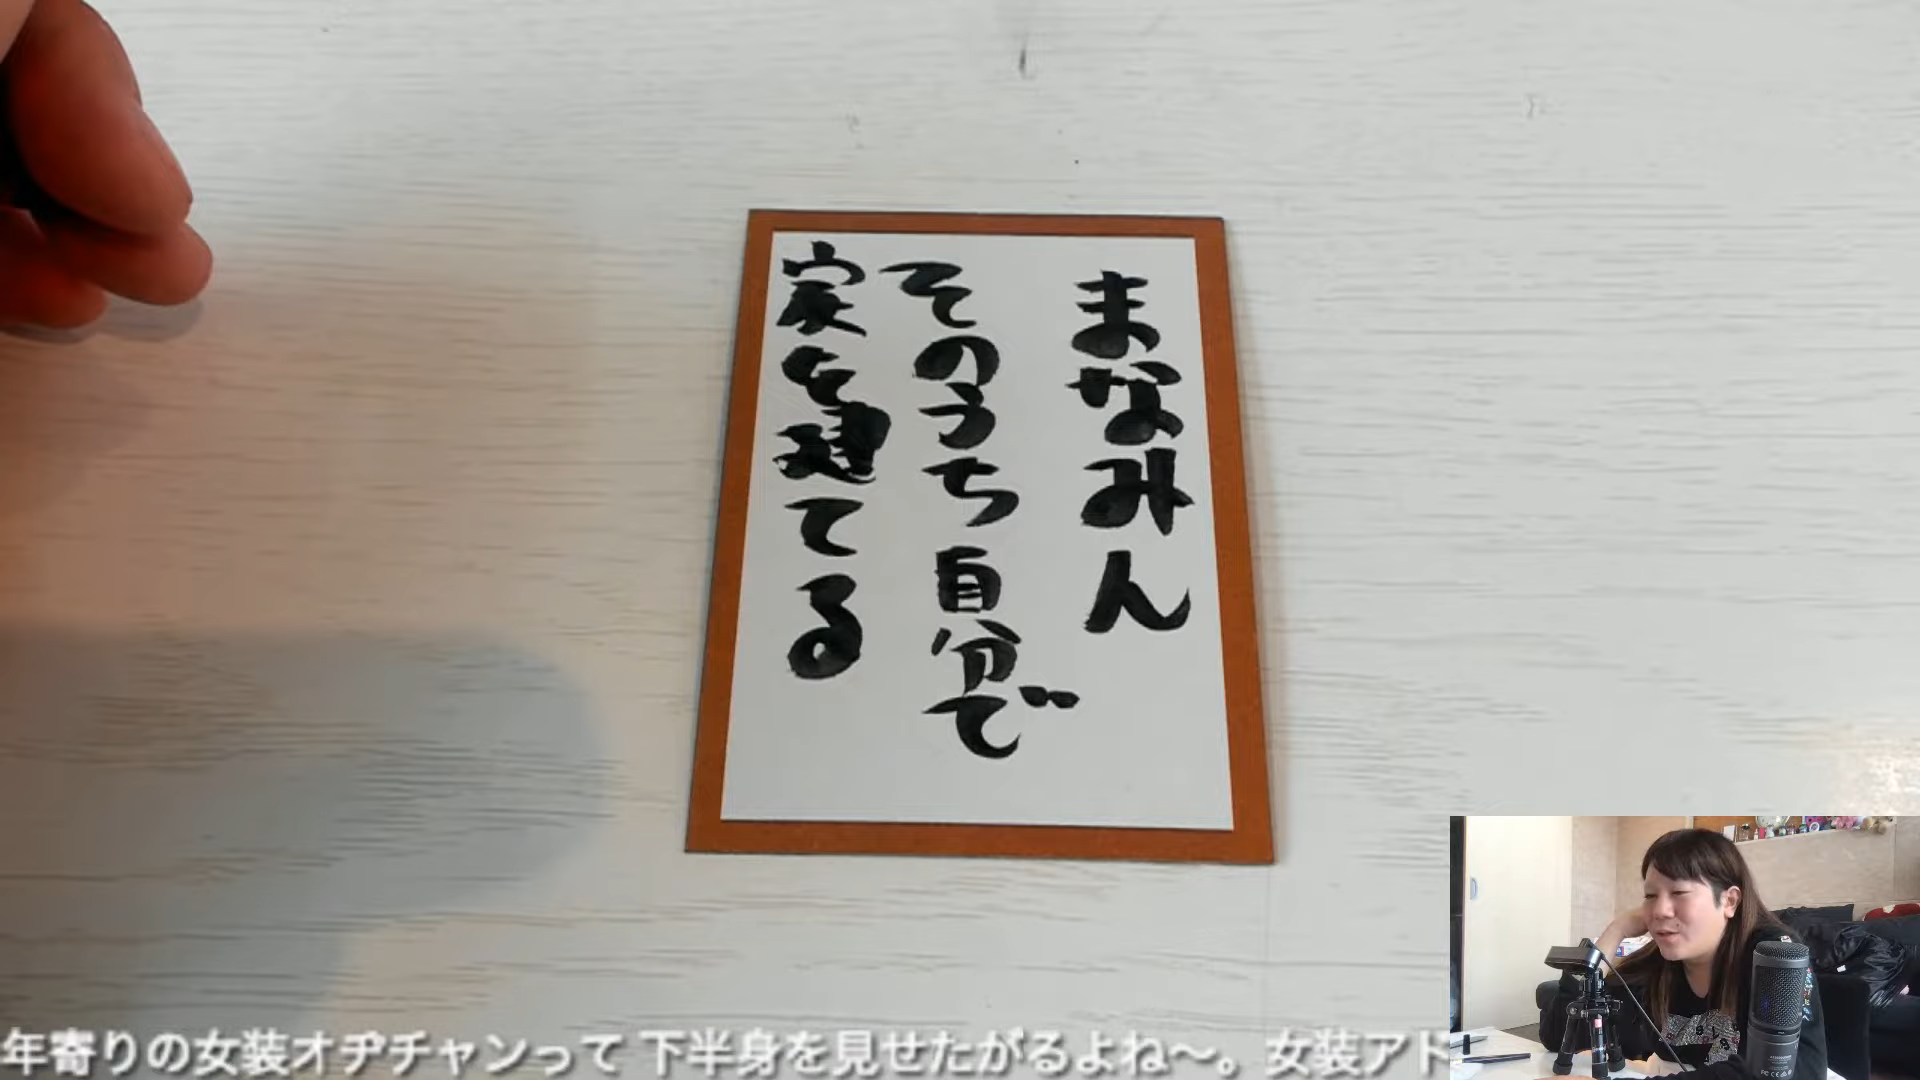 まなみん
そのうち自分で
家を建てる
年寄りの女装オヂチャンって 下半身を見せたがるよね〜。女装アド